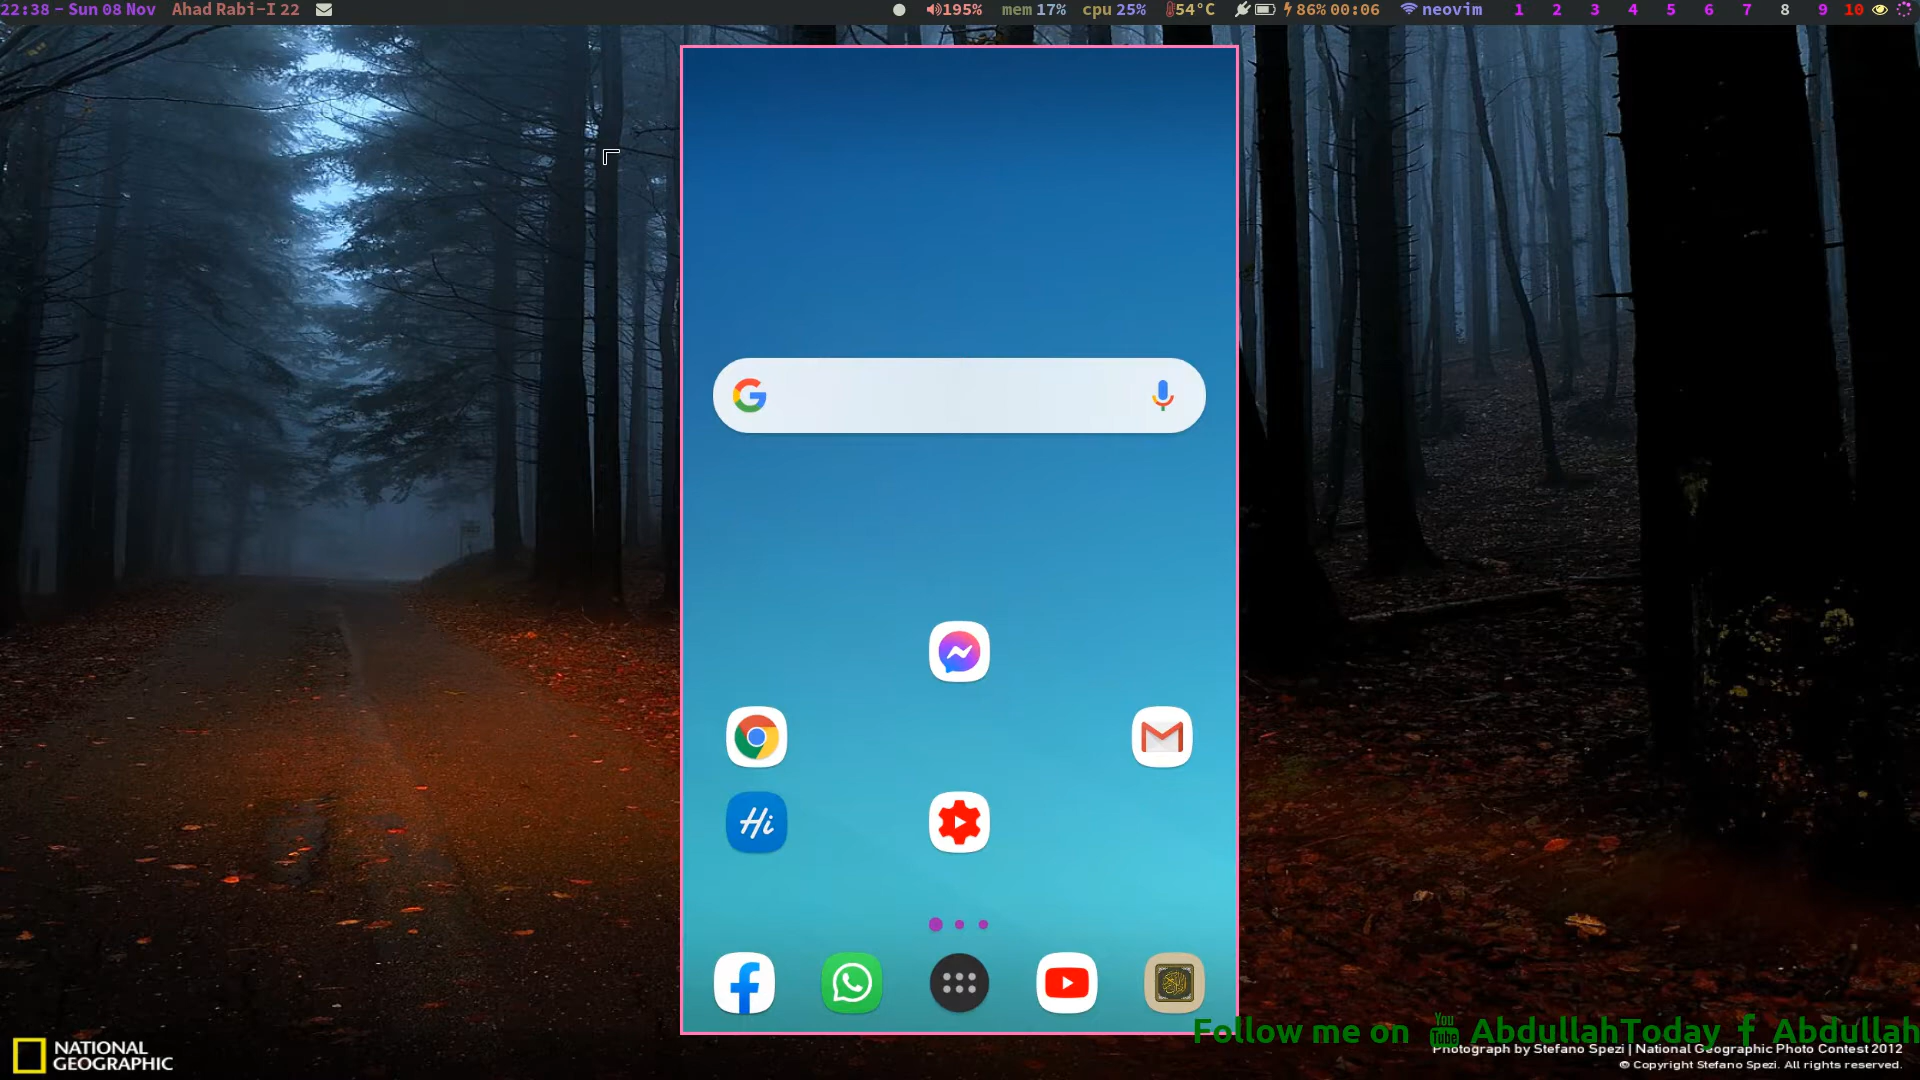 22:38 - Sun 08 Nov Ahad Rabi-I 22 195% mem 17% cpu 25% 54°C 86% 00:06 neovim 1 2 3 4 5 6 7 8 9 10
Hi
Follow me on You Tube AbdullahToday f Abdullah
NATIONAL
GEOGRAPHIC
Photograph by Stefano Spezi | National Geographic Photo Contest 2012
© Copyright Stefano Spezi. All rights reserved.